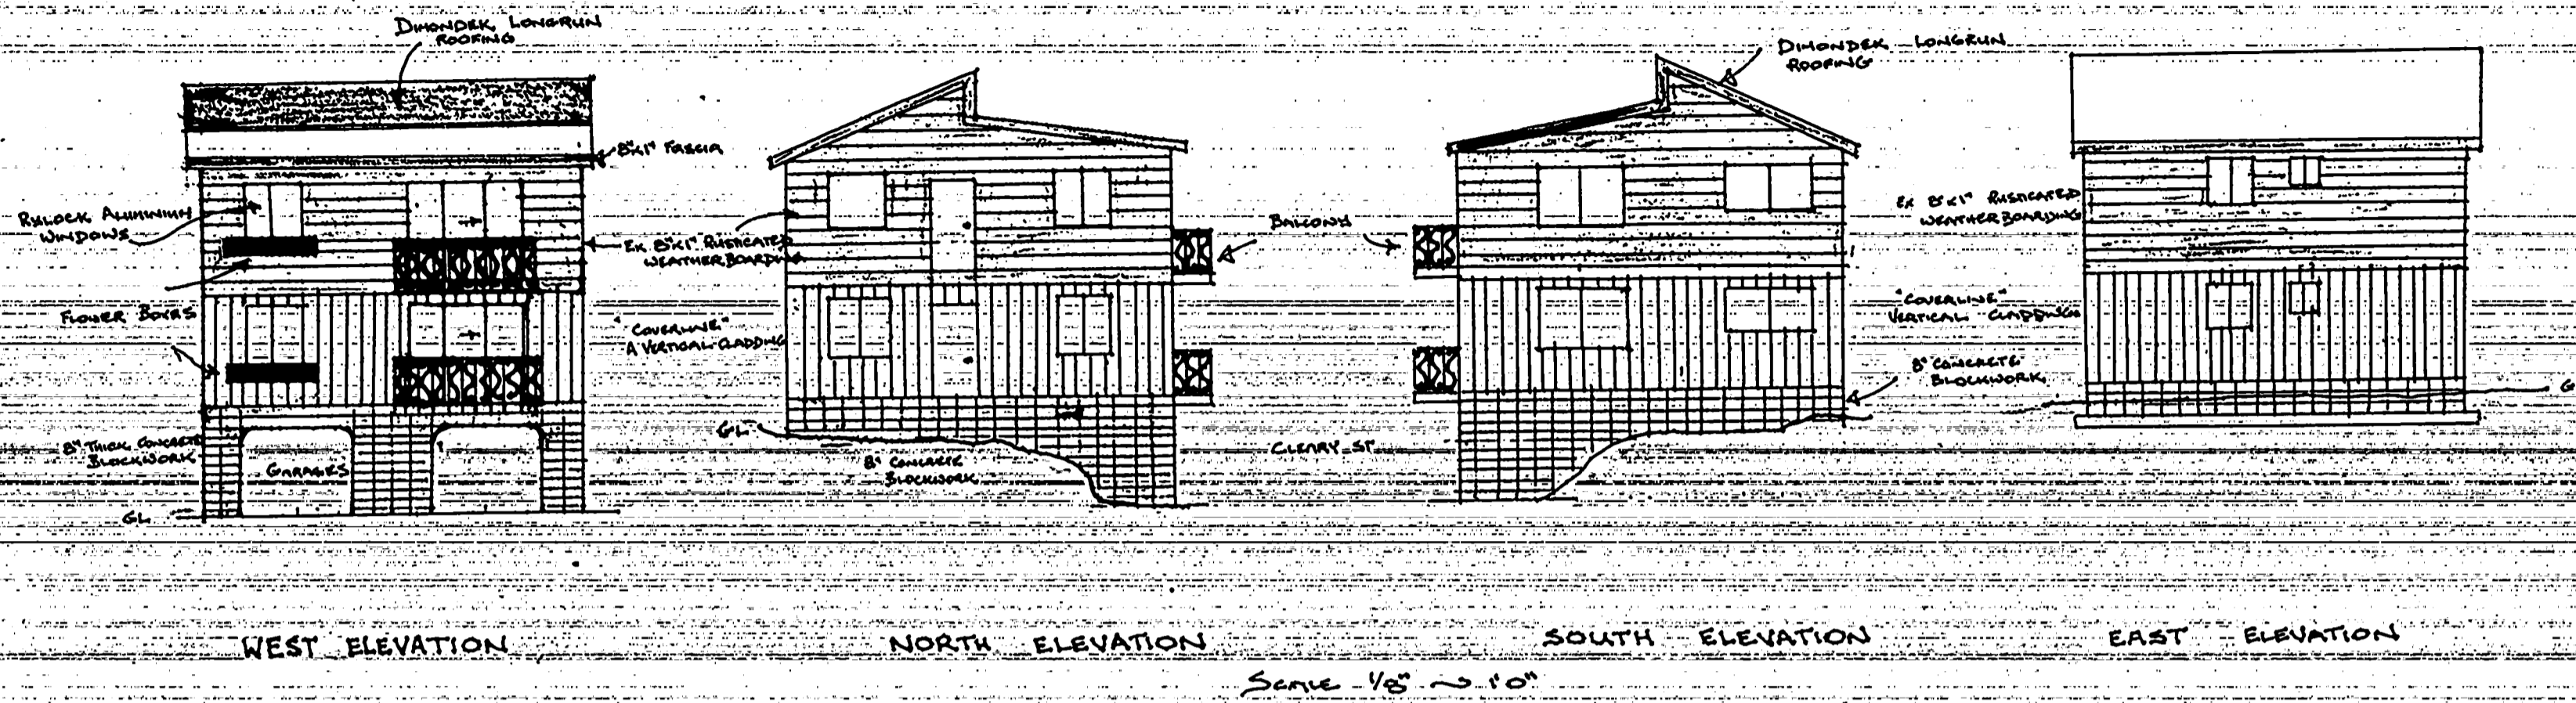 DIMONDEK LONGRUN
ROOFING
8"x1" FASCIA
RYLOCK ALUMINIUM
WINDOWS
EX 8"x1" RUSTICATED
WEATHERBOARDING
FLOWER BOXES
"COVERLINE"
A VERTICAL CLADDING
8" THICK CONCRETE
BLOCKWORK
GARAGES
GL
GL
8" CONCRETE
BLOCKWORK
BALCONY
CLEARY ST
DIMONDEK LONGRUN
ROOFING
EX 8"x1" RUSTICATED
WEATHERBOARDING
"COVERLINE"
VERTICAL CLADDING
8" CONCRETE
BLOCKWORK
WEST ELEVATION
NORTH ELEVATION
SOUTH ELEVATION
EAST ELEVATION
SCALE 1/8" ~ 1'0"